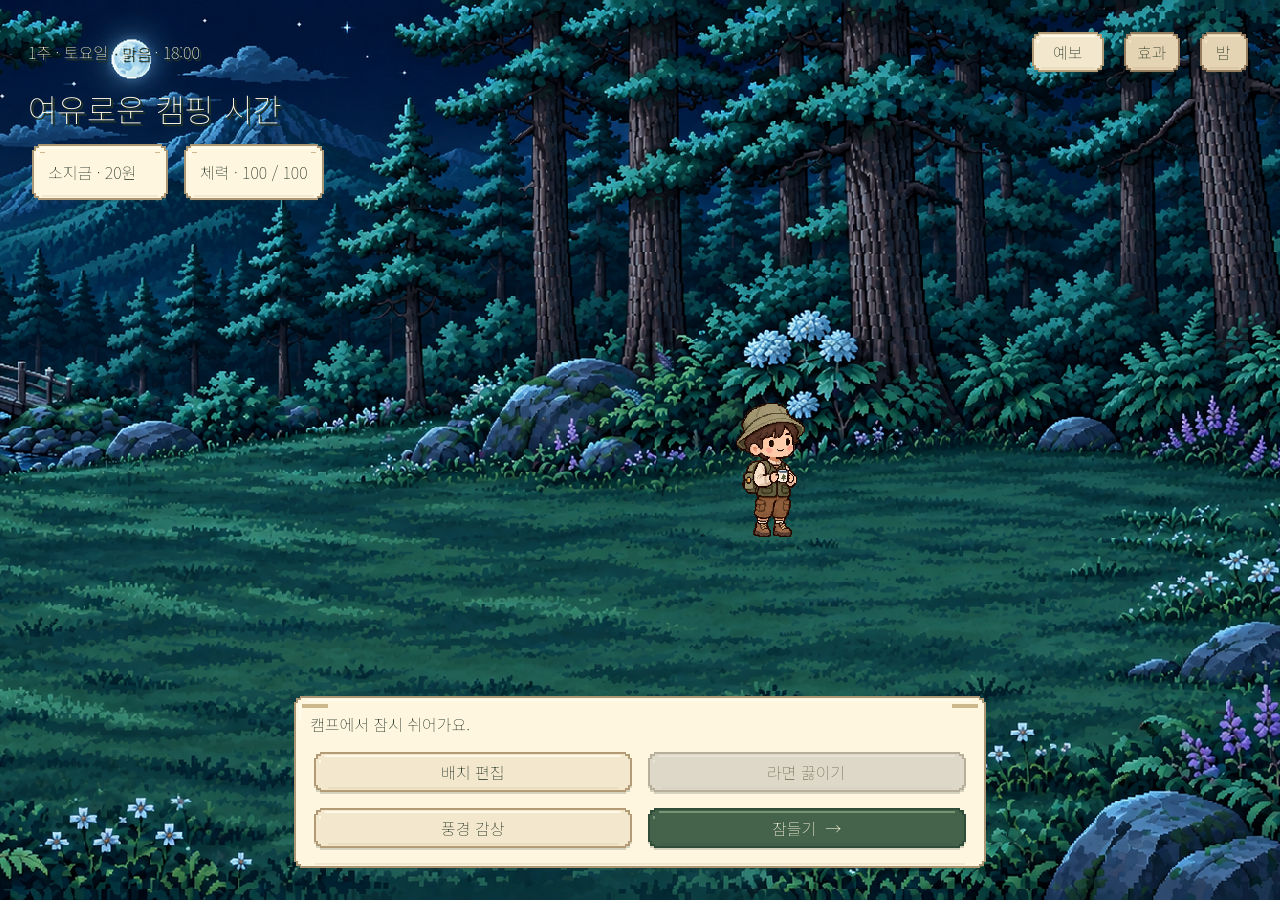 1주 · 토요일 · 맑음 · 18:00
예보
효과
밤
여유로운 캠핑 시간
소지금 · 20원
체력 · 100 / 100
캠프에서 잠시 쉬어가요.
배치 편집
라면 끓이기
풍경 감상
잠들기 →